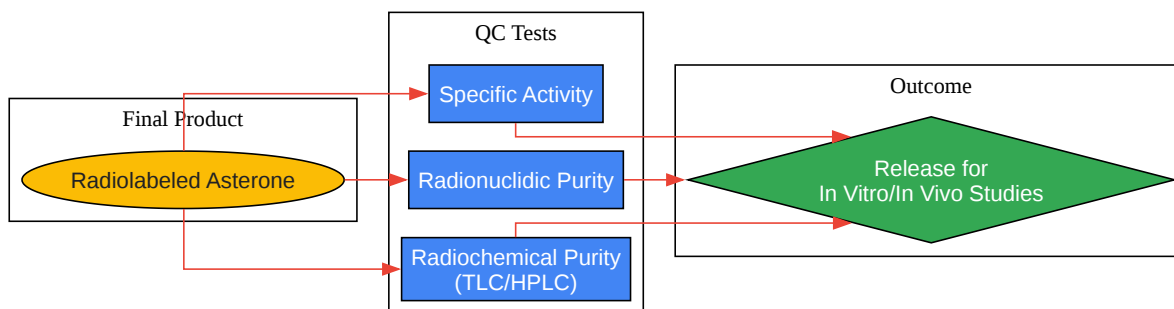 Final Product
Radiolabeled Asterone
QC Tests
Specific Activity
Radionuclidic Purity
Radiochemical Purity
(TLC/HPLC)
Outcome
Release for
In Vitro/In Vivo Studies